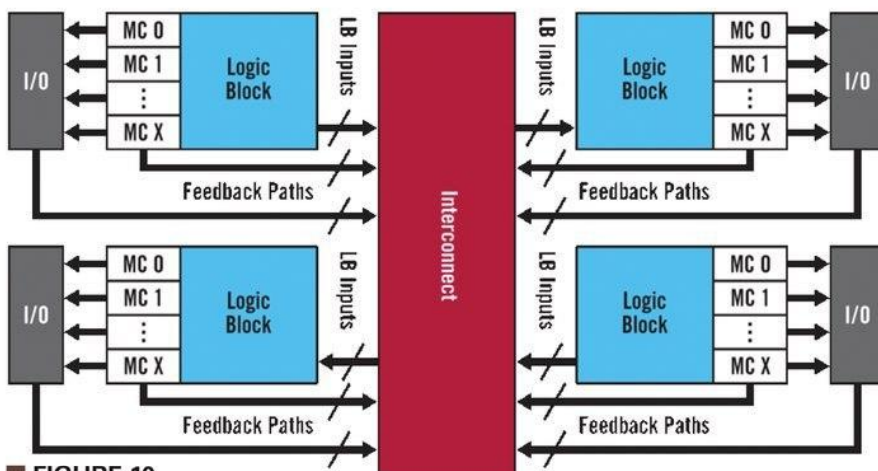 MC 0
MC 1
⋮
MC X
I/O
Logic
Block
LB Inputs
Feedback Paths
Interconnect
LB Inputs
Logic
Block
MC 0
MC 1
⋮
MC X
I/O
Feedback Paths
MC 0
MC 1
⋮
MC X
I/O
Logic
Block
LB Inputs
Feedback Paths
LB Inputs
Logic
Block
MC 0
MC 1
⋮
MC X
I/O
Feedback Paths
FIGURE 10